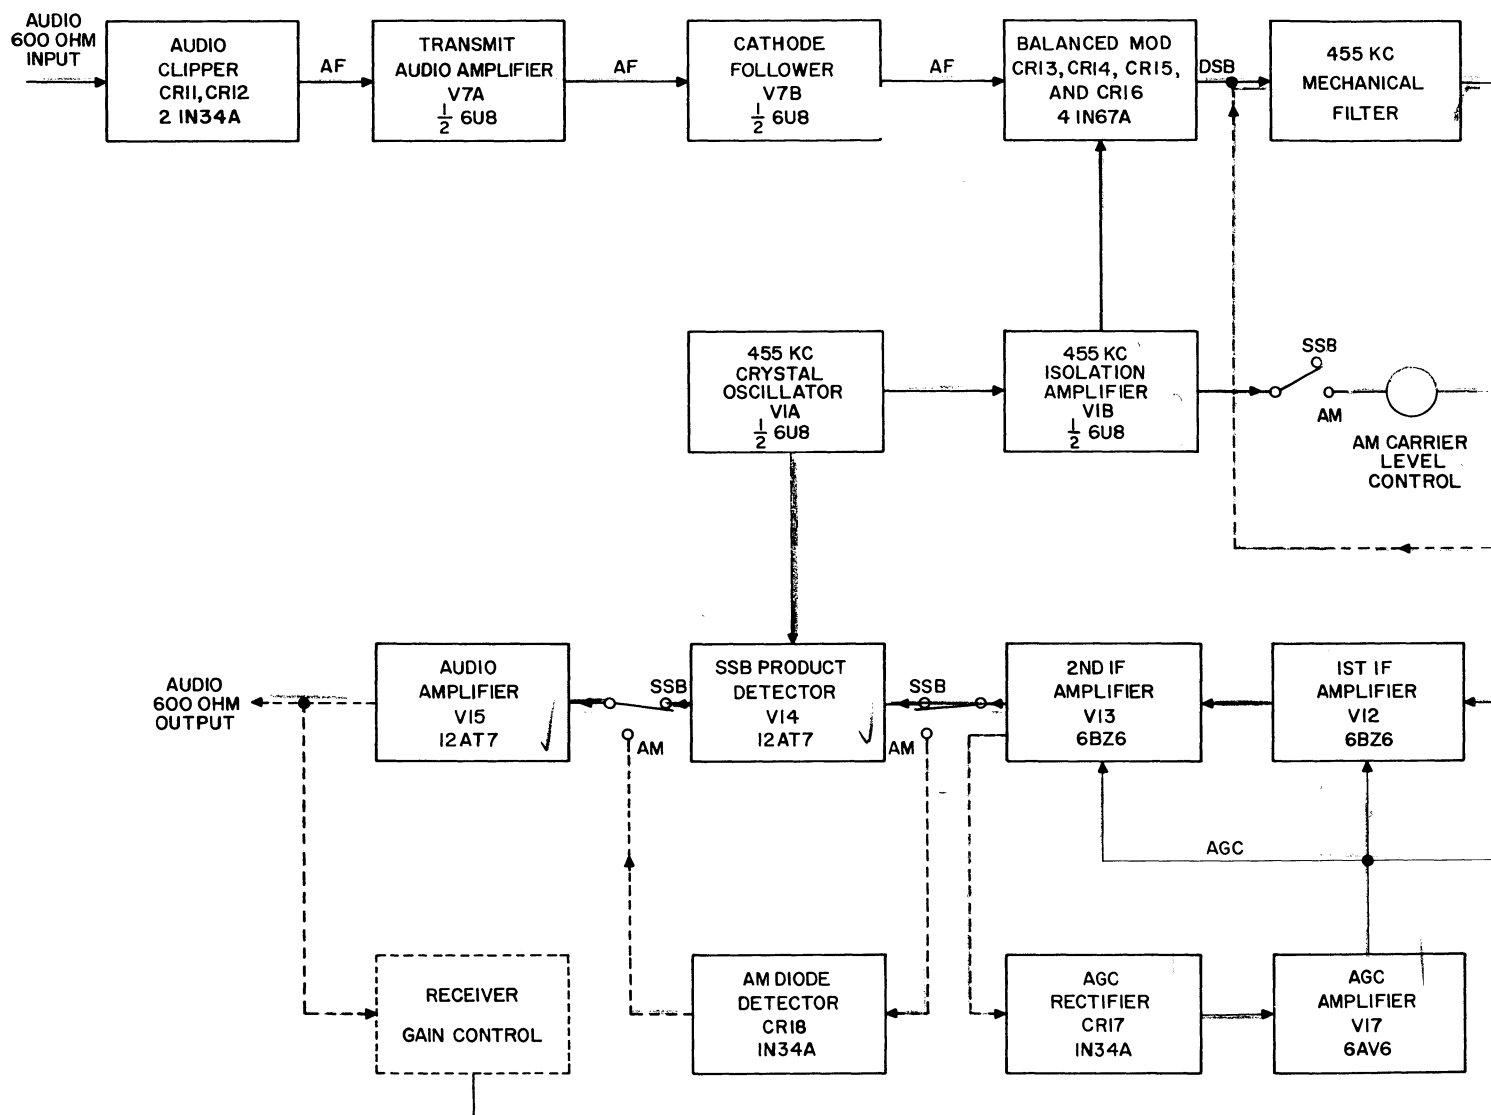 AUDIO
600 OHM
INPUT
AUDIO
CLIPPER
CR11, CR12
2 1N34A
AF
TRANSMIT
AUDIO AMPLIFIER
V7A
1/2 6U8
AF
CATHODE
FOLLOWER
V7B
1/2 6U8
AF
BALANCED MOD
CR13, CR14, CR15,
AND CR16
4 1N67A
DSB
455 KC
MECHANICAL
FILTER
455 KC
CRYSTAL
OSCILLATOR
V1A
1/2 6U8
455 KC
ISOLATION
AMPLIFIER
V1B
1/2 6U8
SSB
AM
AM CARRIER
LEVEL
CONTROL
AUDIO
600 OHM
OUTPUT
AUDIO
AMPLIFIER
V15
12AT7
SSB
AM
SSB PRODUCT
DETECTOR
V14
12AT7
SSB
AM
2ND IF
AMPLIFIER
V13
6BZ6
1ST IF
AMPLIFIER
V12
6BZ6
AGC
RECEIVER
GAIN CONTROL
AM DIODE
DETECTOR
CR18
1N34A
AGC
RECTIFIER
CR17
1N34A
AGC
AMPLIFIER
V17
6AV6